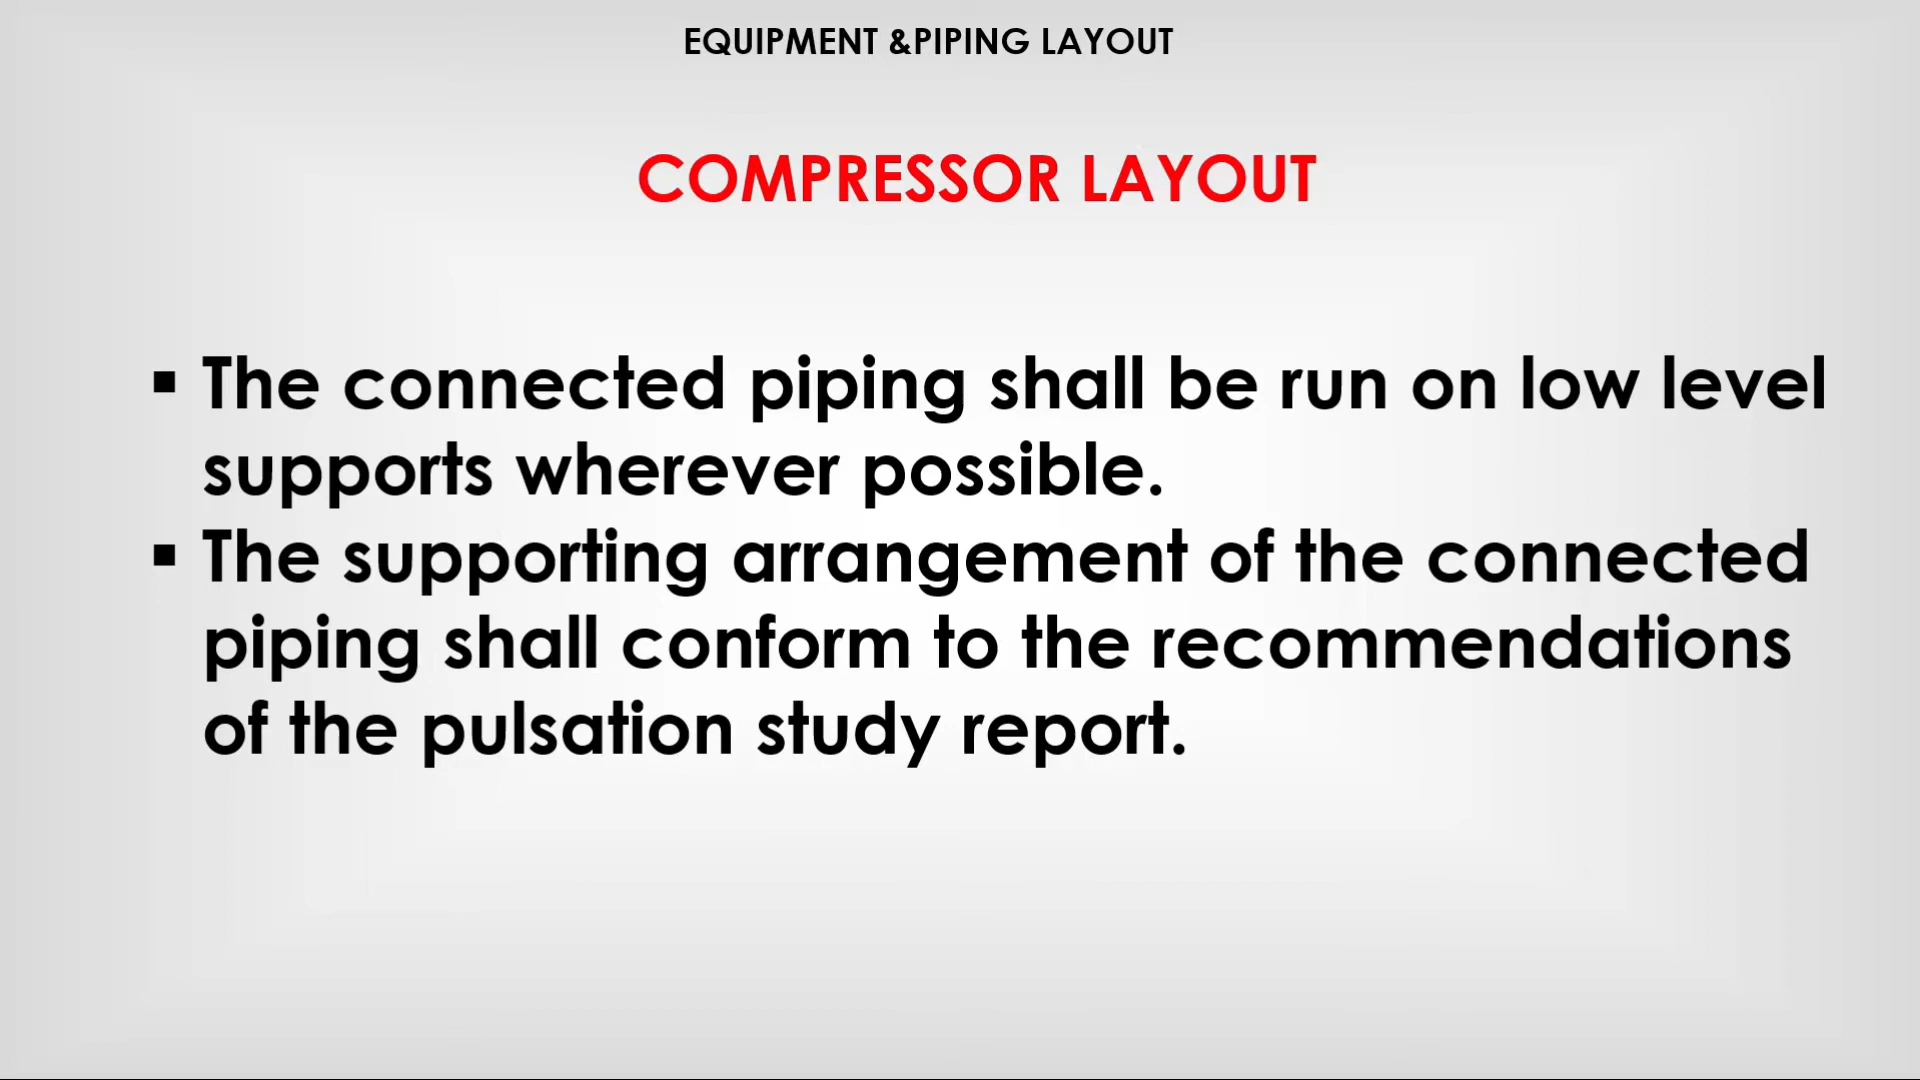 EQUIPMENT &PIPING LAYOUT
COMPRESSOR LAYOUT
▪ The connected piping shall be run on low level
supports wherever possible.
▪ The supporting arrangement of the connected
piping shall conform to the recommendations
of the pulsation study report.